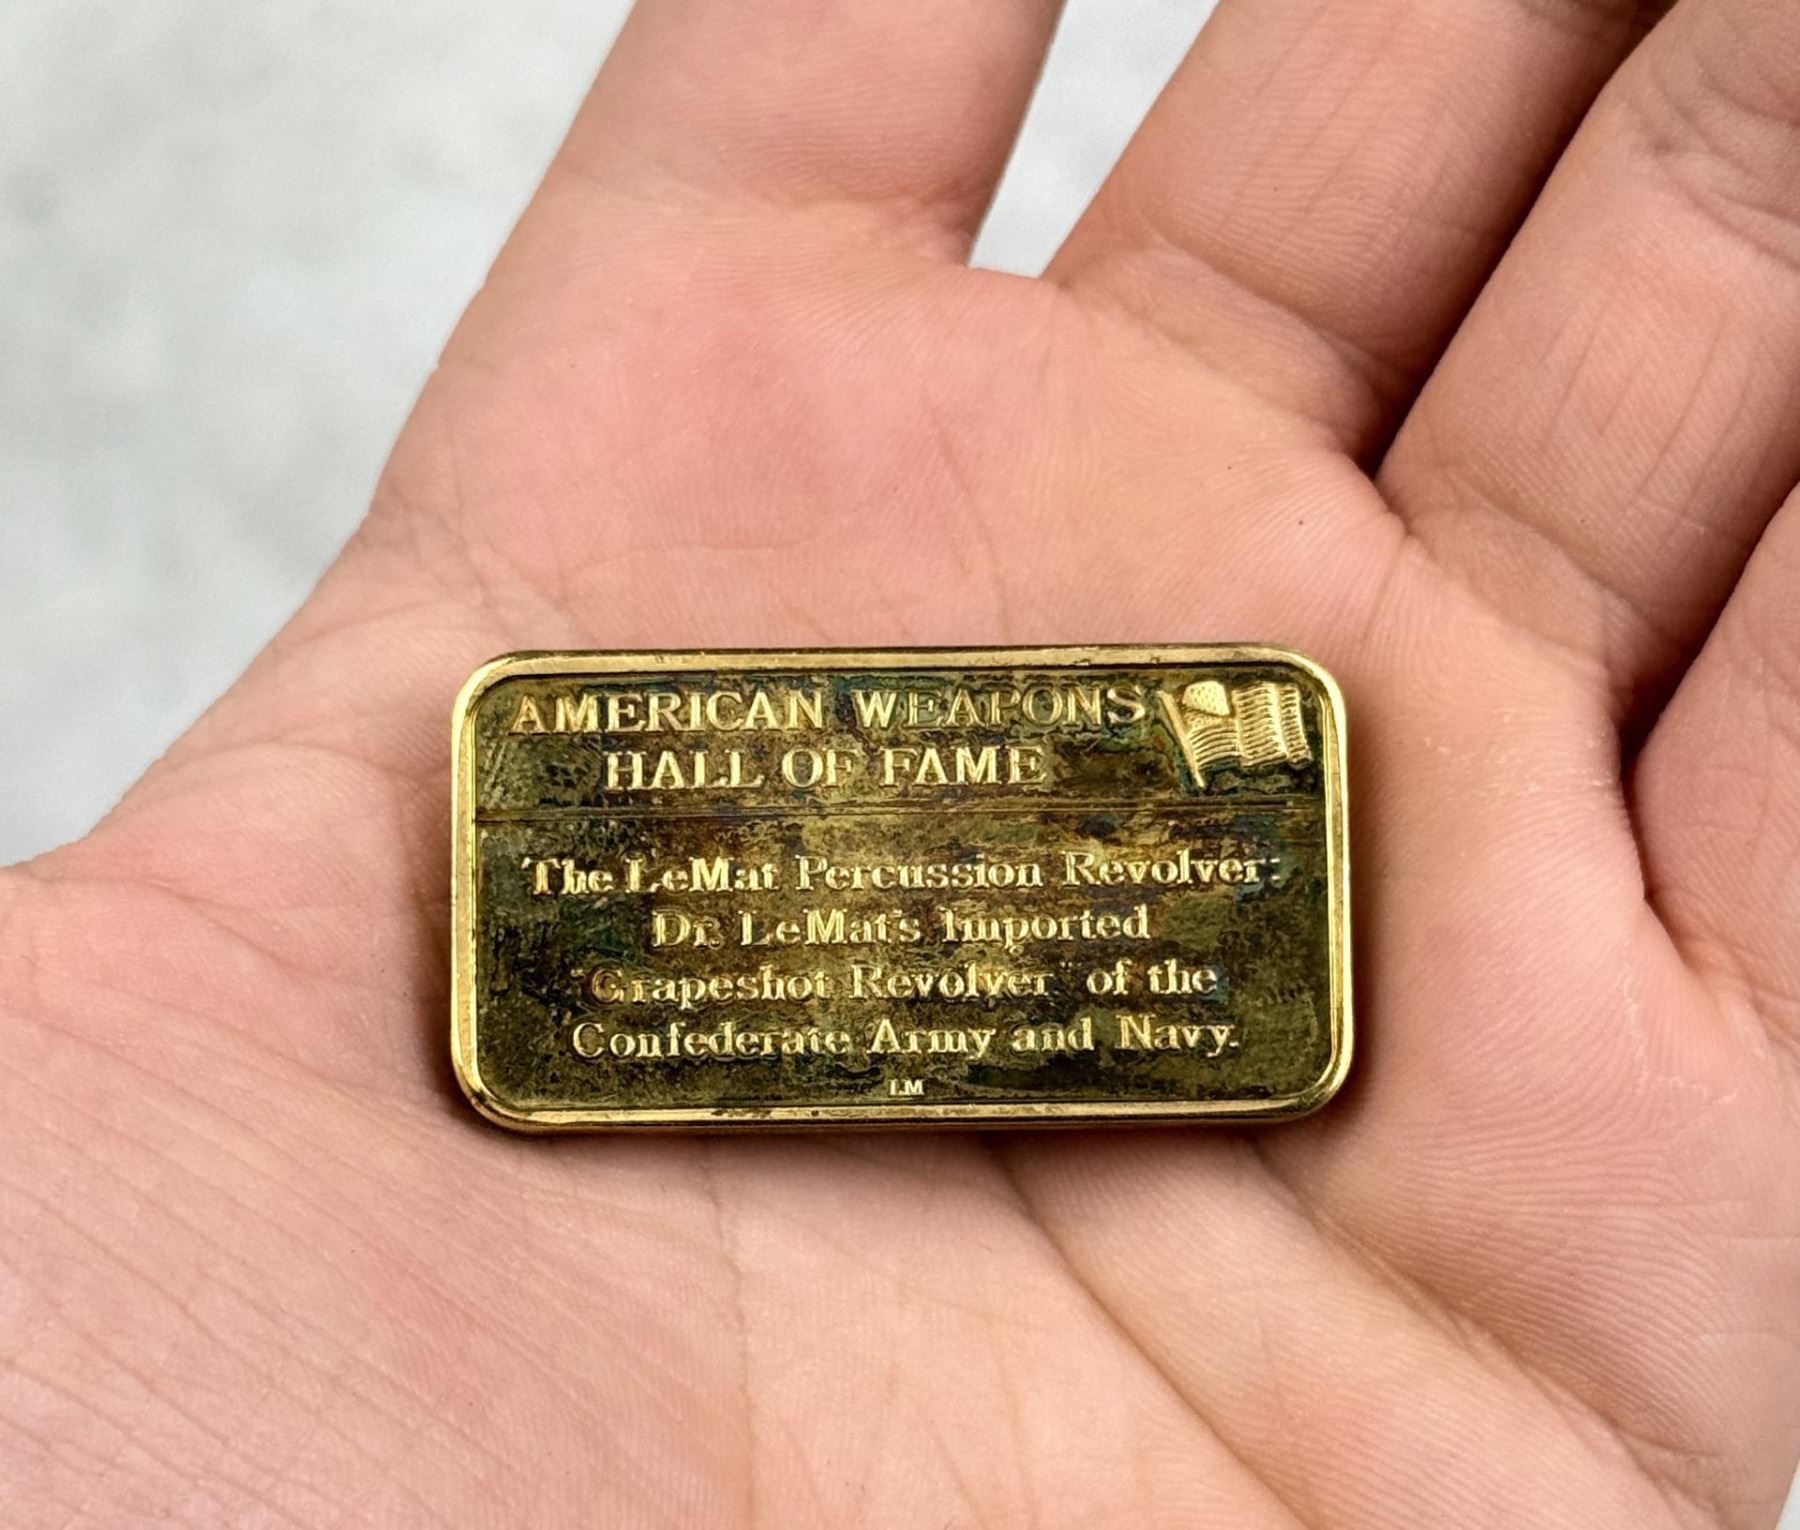 AMERICAN WEAPONS
HALL OF FAME
The LeMat Percussion Revolver:
Dr. LeMat's Imported
"Grapeshot Revolver" of the
Confederate Army and Navy.
LM